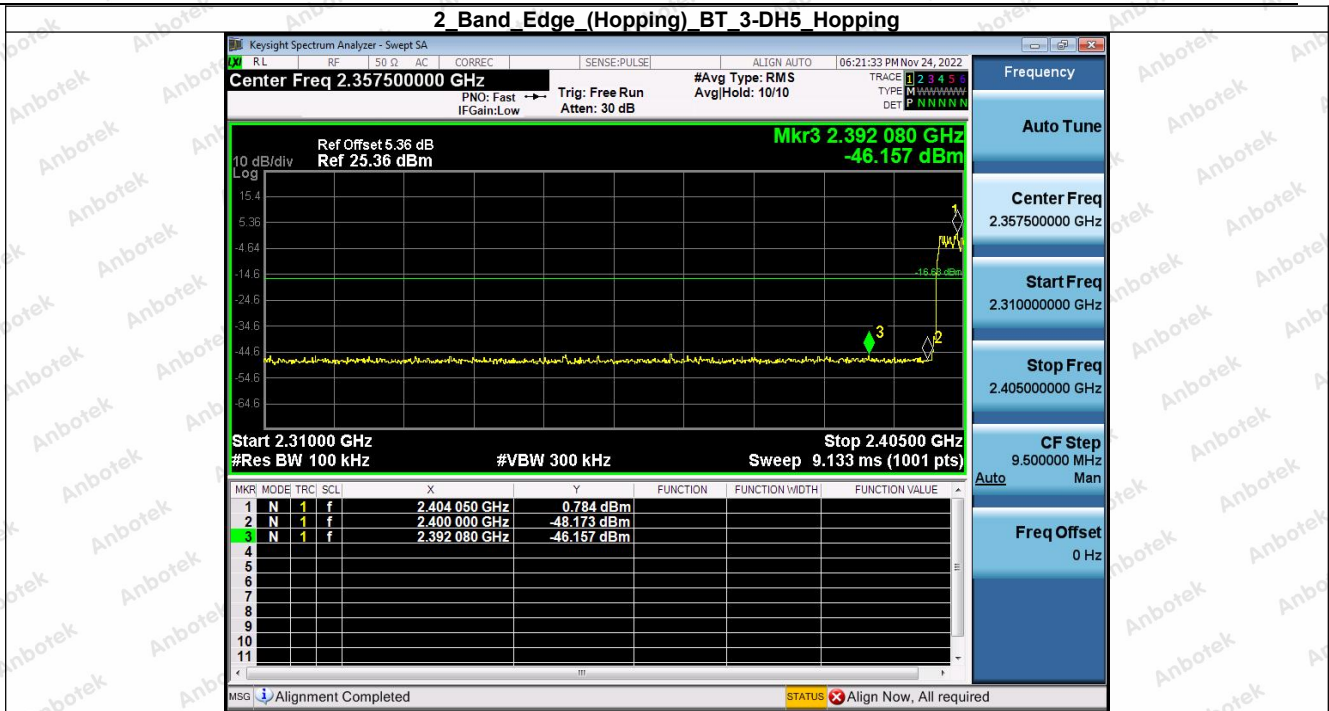 2_Band_Edge_(Hopping)_BT_3-DH5_Hopping
Keysight Spectrum Analyzer - Swept SA
LXI RL RF 50 Ω AC CORREC SENSE:PULSE ALIGN AUTO 06:21:33 PM Nov 24, 2022
Center Freq 2.357500000 GHz
PNO: Fast
IFGain:Low
Trig: Free Run
Atten: 30 dB
#Avg Type: RMS
Avg|Hold: 10/10
TRACE 1 2 3 4 5 6
TYPE M WWWWW
DET P N N N N N
Mkr3 2.392 080 GHz
-46.157 dBm
Ref Offset 5.36 dB
10 dB/div Ref 25.36 dBm
Log
15.4
5.36
-4.64
-14.6
-24.6
-34.6
-44.6
-54.6
-64.6
1
-16.63 dBm
3
2
Start 2.31000 GHz Stop 2.40500 GHz
#Res BW 100 kHz #VBW 300 kHz Sweep 9.133 ms (1001 pts)
MKR MODE TRC SCL X Y FUNCTION FUNCTION WIDTH FUNCTION VALUE
1 N 1 f 2.404 050 GHz 0.784 dBm
2 N 1 f 2.400 000 GHz -48.173 dBm
3 N 1 f 2.392 080 GHz -46.157 dBm
4
5
6
7
8
9
10
11
MSG Alignment Completed STATUS Align Now, All required
Frequency
Auto Tune
Center Freq
2.357500000 GHz
Start Freq
2.310000000 GHz
Stop Freq
2.405000000 GHz
CF Step
9.500000 MHz
Auto Man
Freq Offset
0 Hz
Anbotek